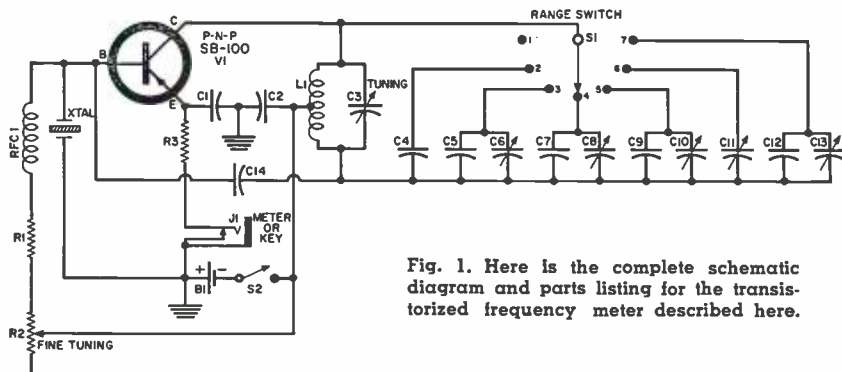 RANGE SWITCH
C
P-N-P
SB-100
V1
B
E
1
S1
7
2
6
3
4
5
XTAL
RFC1
C1
C2
L1
C3
TUNING
R3
C4
C5
C6
C7
C8
C9
C10
C11
C12
C13
C14
R1
J1
METER
OR
KEY
+
-
B1
S2
R2
FINE TUNING
Fig. 1. Here is the complete schematic
diagram and parts listing for the transis-
torized frequency meter described here.